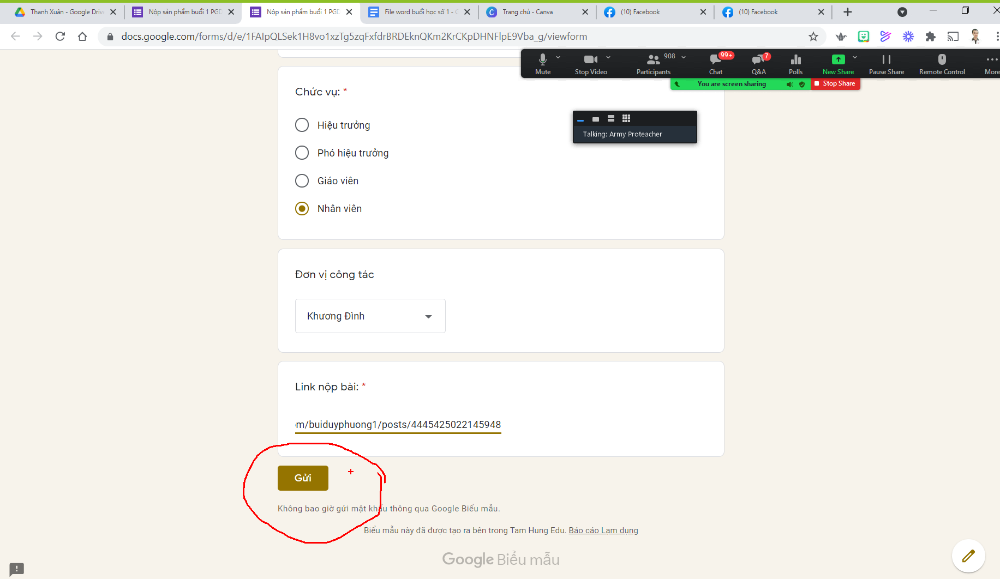 Thanh Xuân - Google Drive
Nộp sản phẩm buổi 1 PGD
Nộp sản phẩm buổi 1 PGD
File word buổi học số 1 - G
Trang chủ - Canva
(10) Facebook
(10) Facebook
docs.google.com/forms/d/e/1FAIpQLSek1H8vo1xzTg5zqFxfdrBRDEknQKm2KrCKpDHNFlpE9Vba_g/viewform
908 99+ 7
Mute Stop Video Participants Chat Q&A Polls New Share Pause Share Remote Control More
You are screen sharing Stop Share
Talking: Army Proteacher
Chức vụ: *
Hiệu trưởng
Phó hiệu trưởng
Giáo viên
Nhân viên
Đơn vị công tác
Khương Đình
Link nộp bài: *
om/buiduyphuong1/posts/4445425022145948
Gửi
Không bao giờ gửi mật khẩu thông qua Google Biểu mẫu.
Biểu mẫu này đã được tạo ra bên trong Tam Hung Edu. Báo cáo Lạm dụng
Google Biểu mẫu